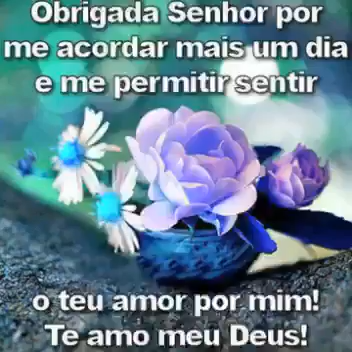 Obrigada Senhor por
me acordar mais um dia
e me permitir sentir
o teu amor por mim!
Te amo meu Deus!